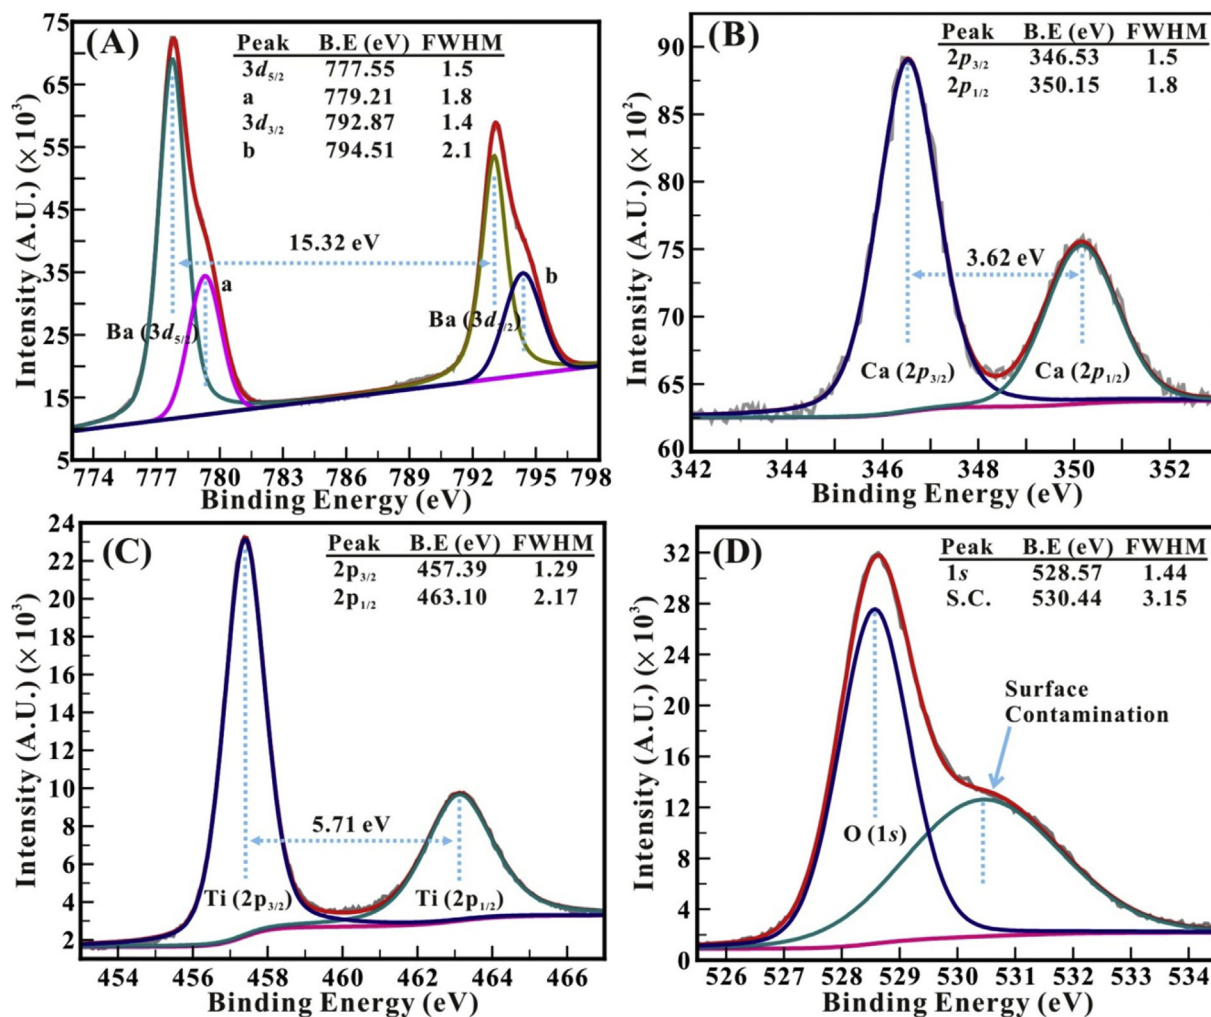 (A)
Peak B.E (eV) FWHM
3d5/2 777.55 1.5
a 779.21 1.8
3d3/2 792.87 1.4
b 794.51 2.1
15.32 eV
a
b
Ba (3d5/2)
Ba (3d3/2)
75
65
55
45
35
25
15
5
Intensity (A.U.) (× 10³)
774 777 780 783 786 789 792 795 798
Binding Energy (eV)
(B)
Peak B.E (eV) FWHM
2p3/2 346.53 1.5
2p1/2 350.15 1.8
3.62 eV
Ca (2p3/2)
Ca (2p1/2)
90
85
80
75
70
65
60
Intensity (A.U.) (× 10²)
342 344 346 348 350 352
Binding Energy (eV)
(C)
Peak B.E (eV) FWHM
2p3/2 457.39 1.29
2p1/2 463.10 2.17
5.71 eV
Ti (2p3/2)
Ti (2p1/2)
24
22
20
18
16
14
12
10
8
6
4
2
Intensity (A.U.) (× 10³)
454 456 458 460 462 464 466
Binding Energy (eV)
(D)
Peak B.E (eV) FWHM
1s 528.57 1.44
S.C. 530.44 3.15
Surface
Contamination
O (1s)
32
28
24
20
16
12
8
4
0
Intensity (A.U.) (× 10³)
526 527 528 529 530 531 532 533 534
Binding Energy (eV)